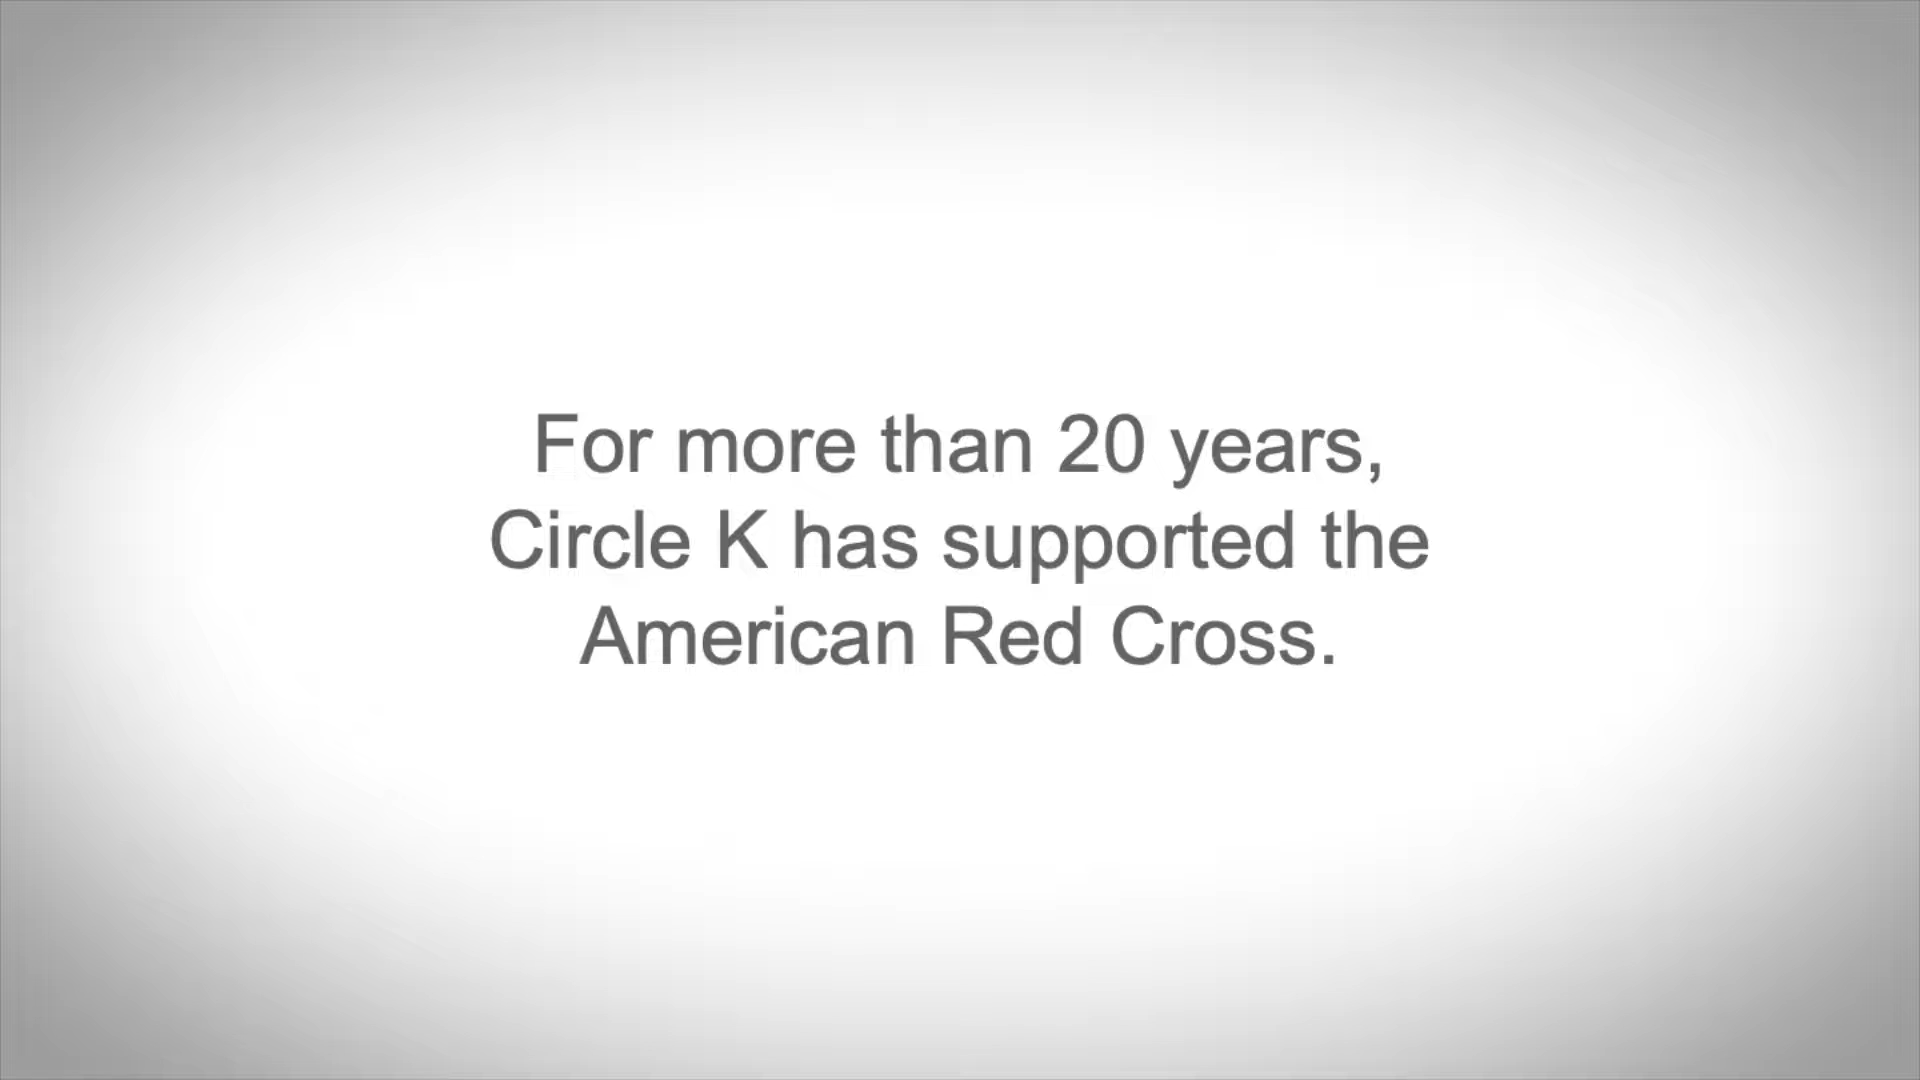 For more than 20 years,
Circle K has supported the
American Red Cross.